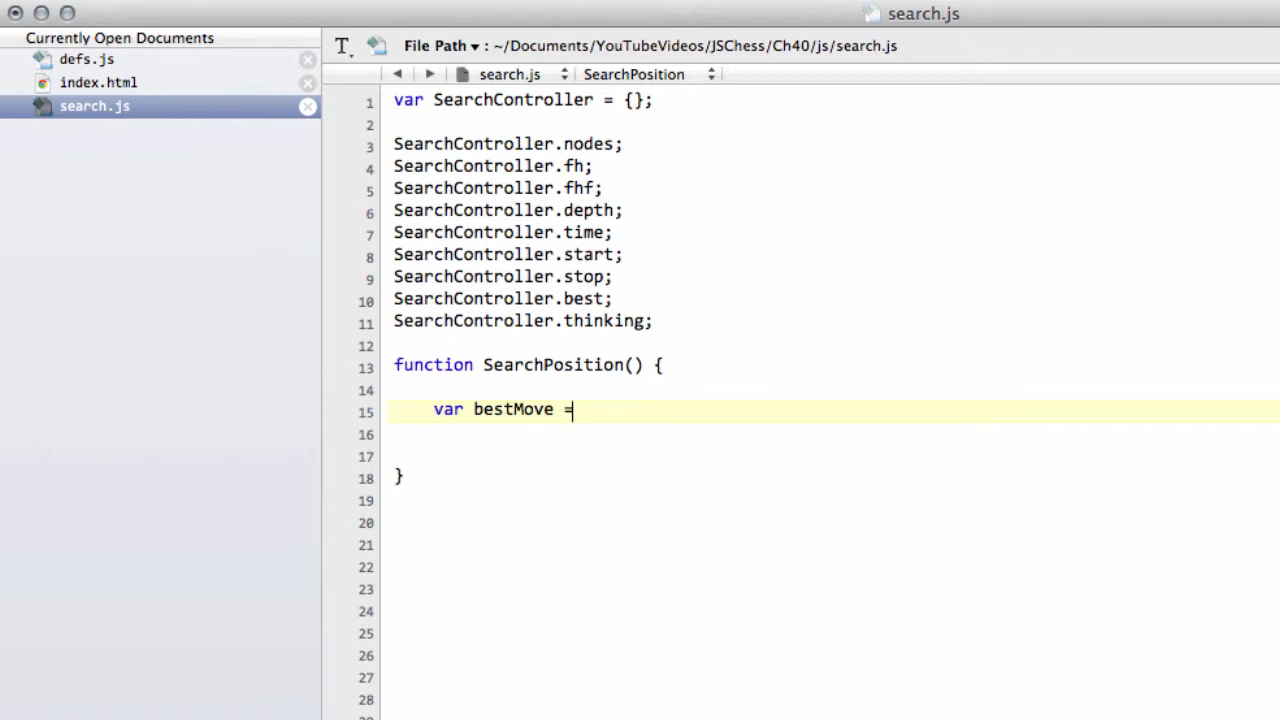 search.js
Currently Open Documents
defs.js
index.html
search.js
T. File Path ▾ : ~/Documents/YouTubeVideos/JSChess/Ch40/js/search.js
search.js SearchPosition
1 var SearchController = {};
2
3 SearchController.nodes;
4 SearchController.fh;
5 SearchController.fhf;
6 SearchController.depth;
7 SearchController.time;
8 SearchController.start;
9 SearchController.stop;
10 SearchController.best;
11 SearchController.thinking;
12
13 function SearchPosition() {
14
15 var bestMove =
16
17
18 }
19
20
21
22
23
24
25
26
27
28